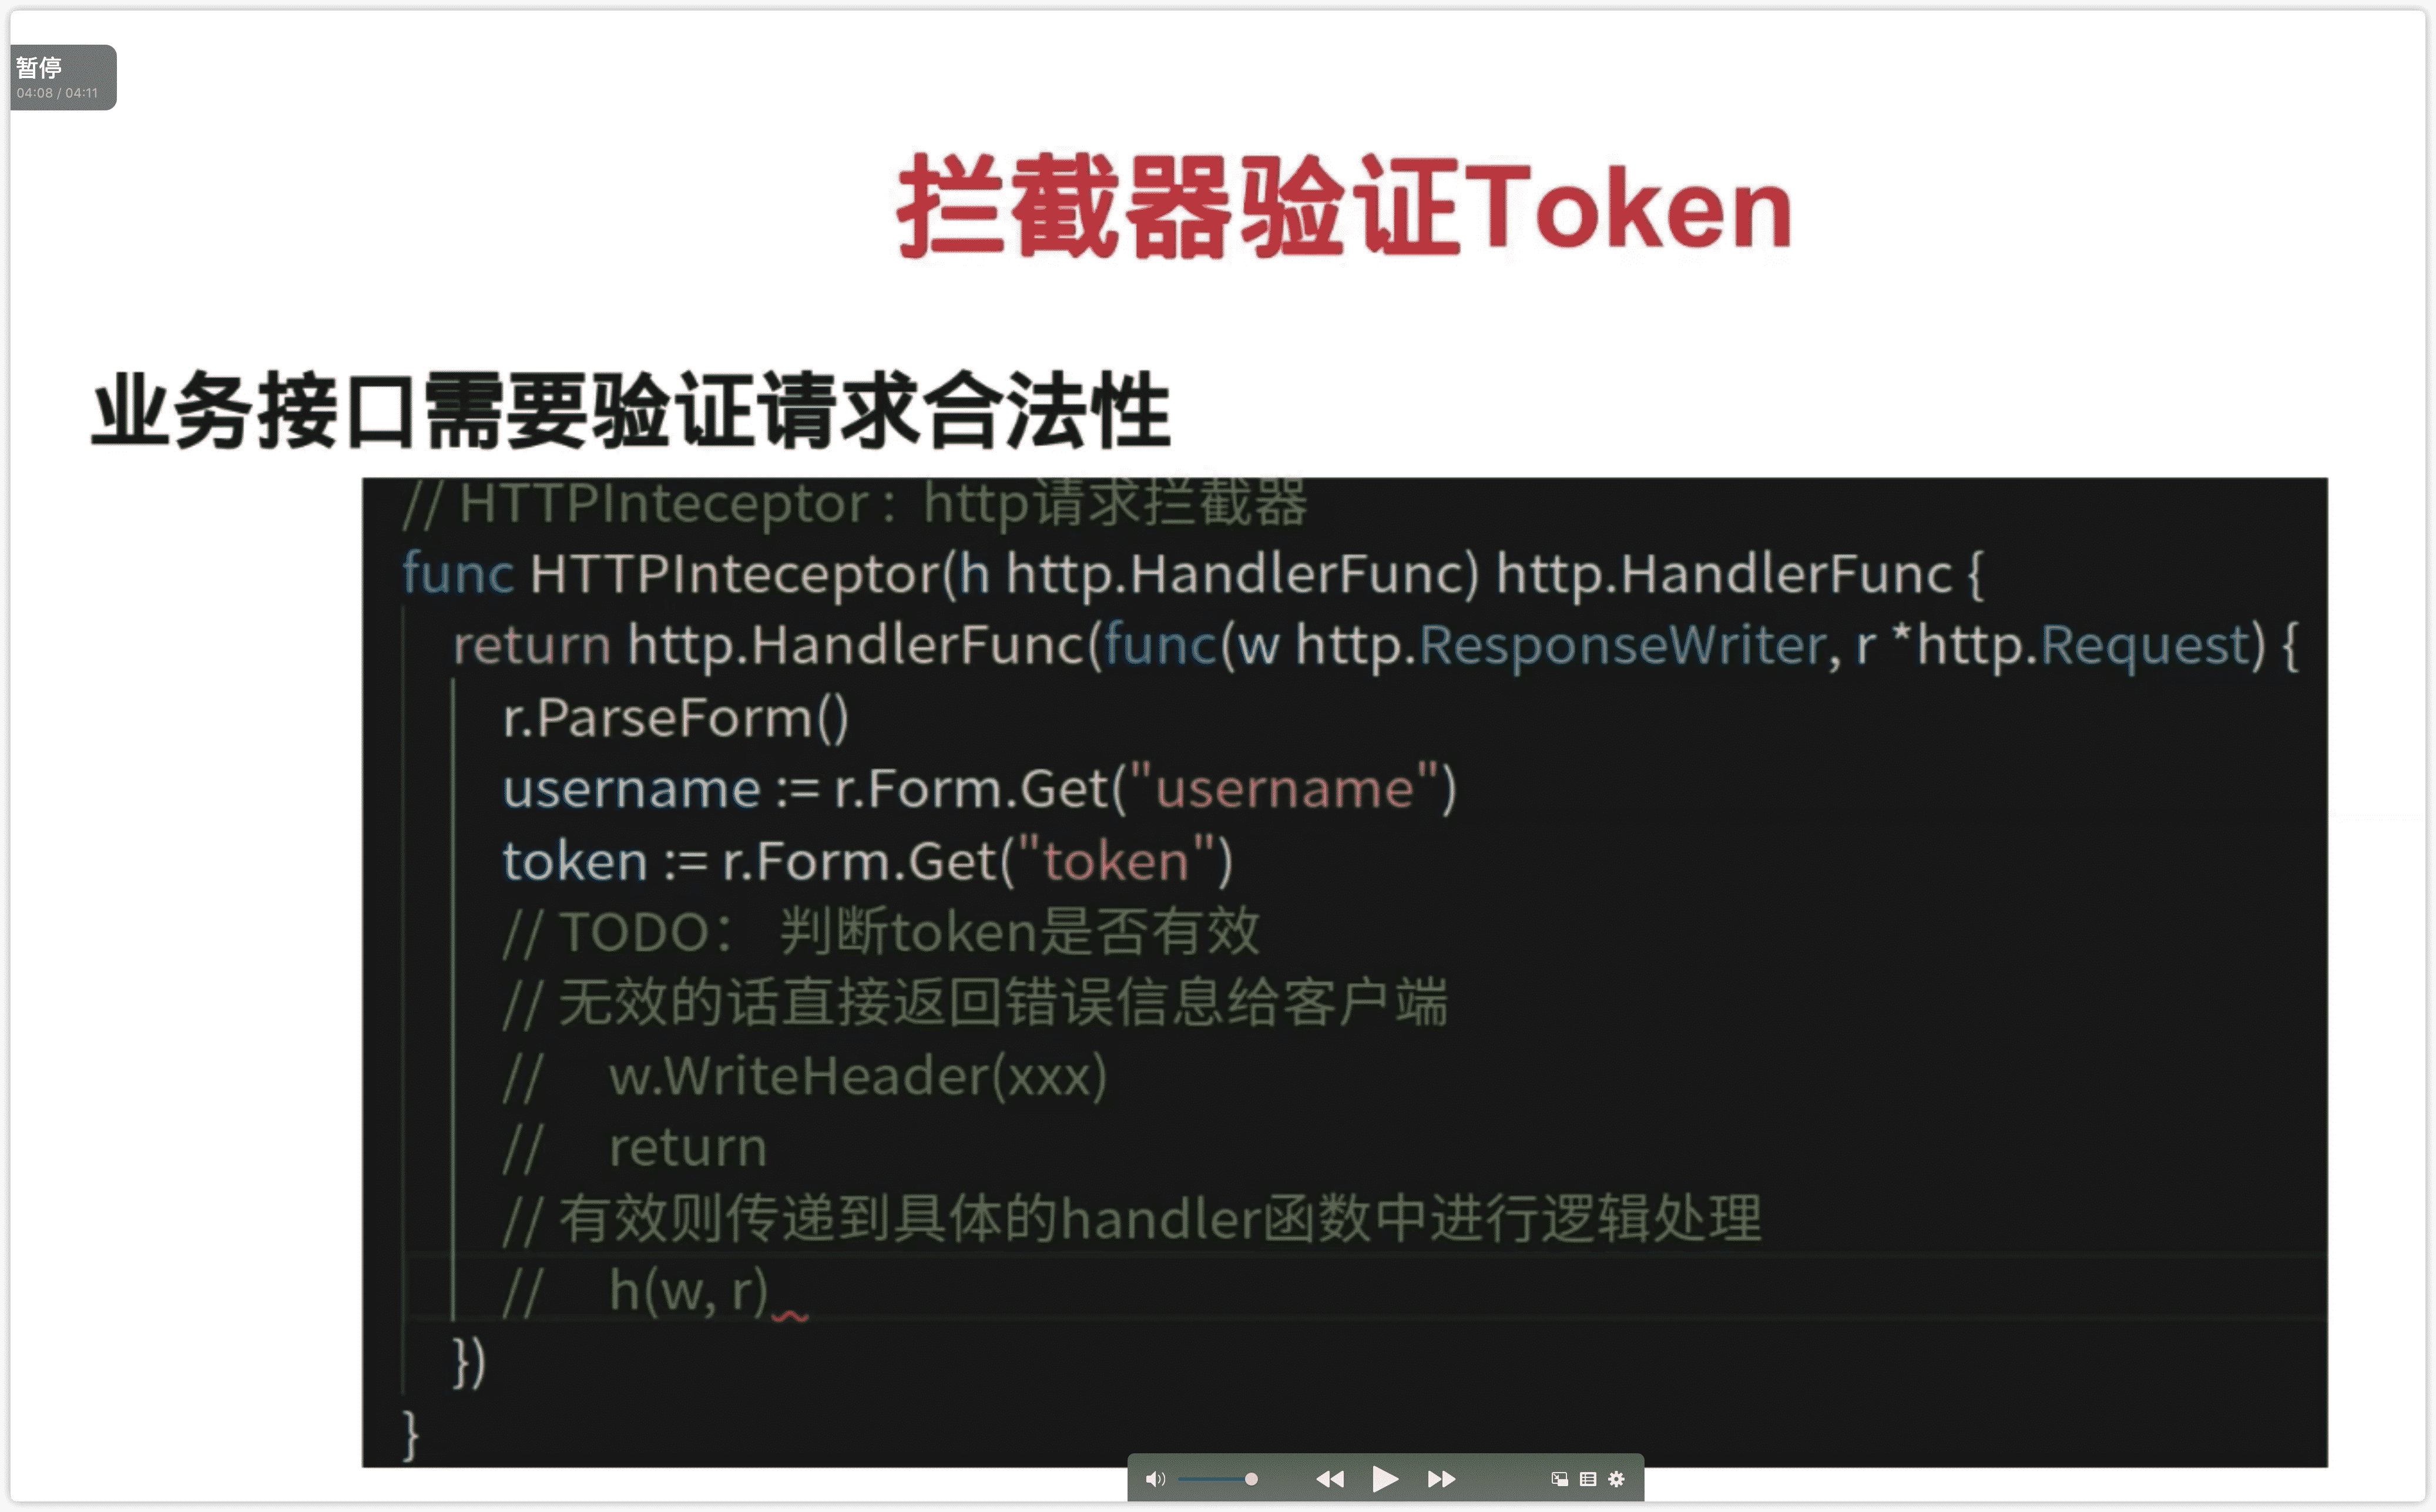 暂停
04:08 / 04:11
拦截器验证Token
业务接口需要验证请求合法性
// HTTPInteceptor : http请求拦截器
func HTTPInteceptor(h http.HandlerFunc) http.HandlerFunc {
return http.HandlerFunc(func(w http.ResponseWriter, r *http.Request) {
r.ParseForm()
username := r.Form.Get("username")
token := r.Form.Get("token")
// TODO： 判断token是否有效
// 无效的话直接返回错误信息给客户端
// w.WriteHeader(xxx)
// return
// 有效则传递到具体的handler函数中进行逻辑处理
// h(w, r)
})
}